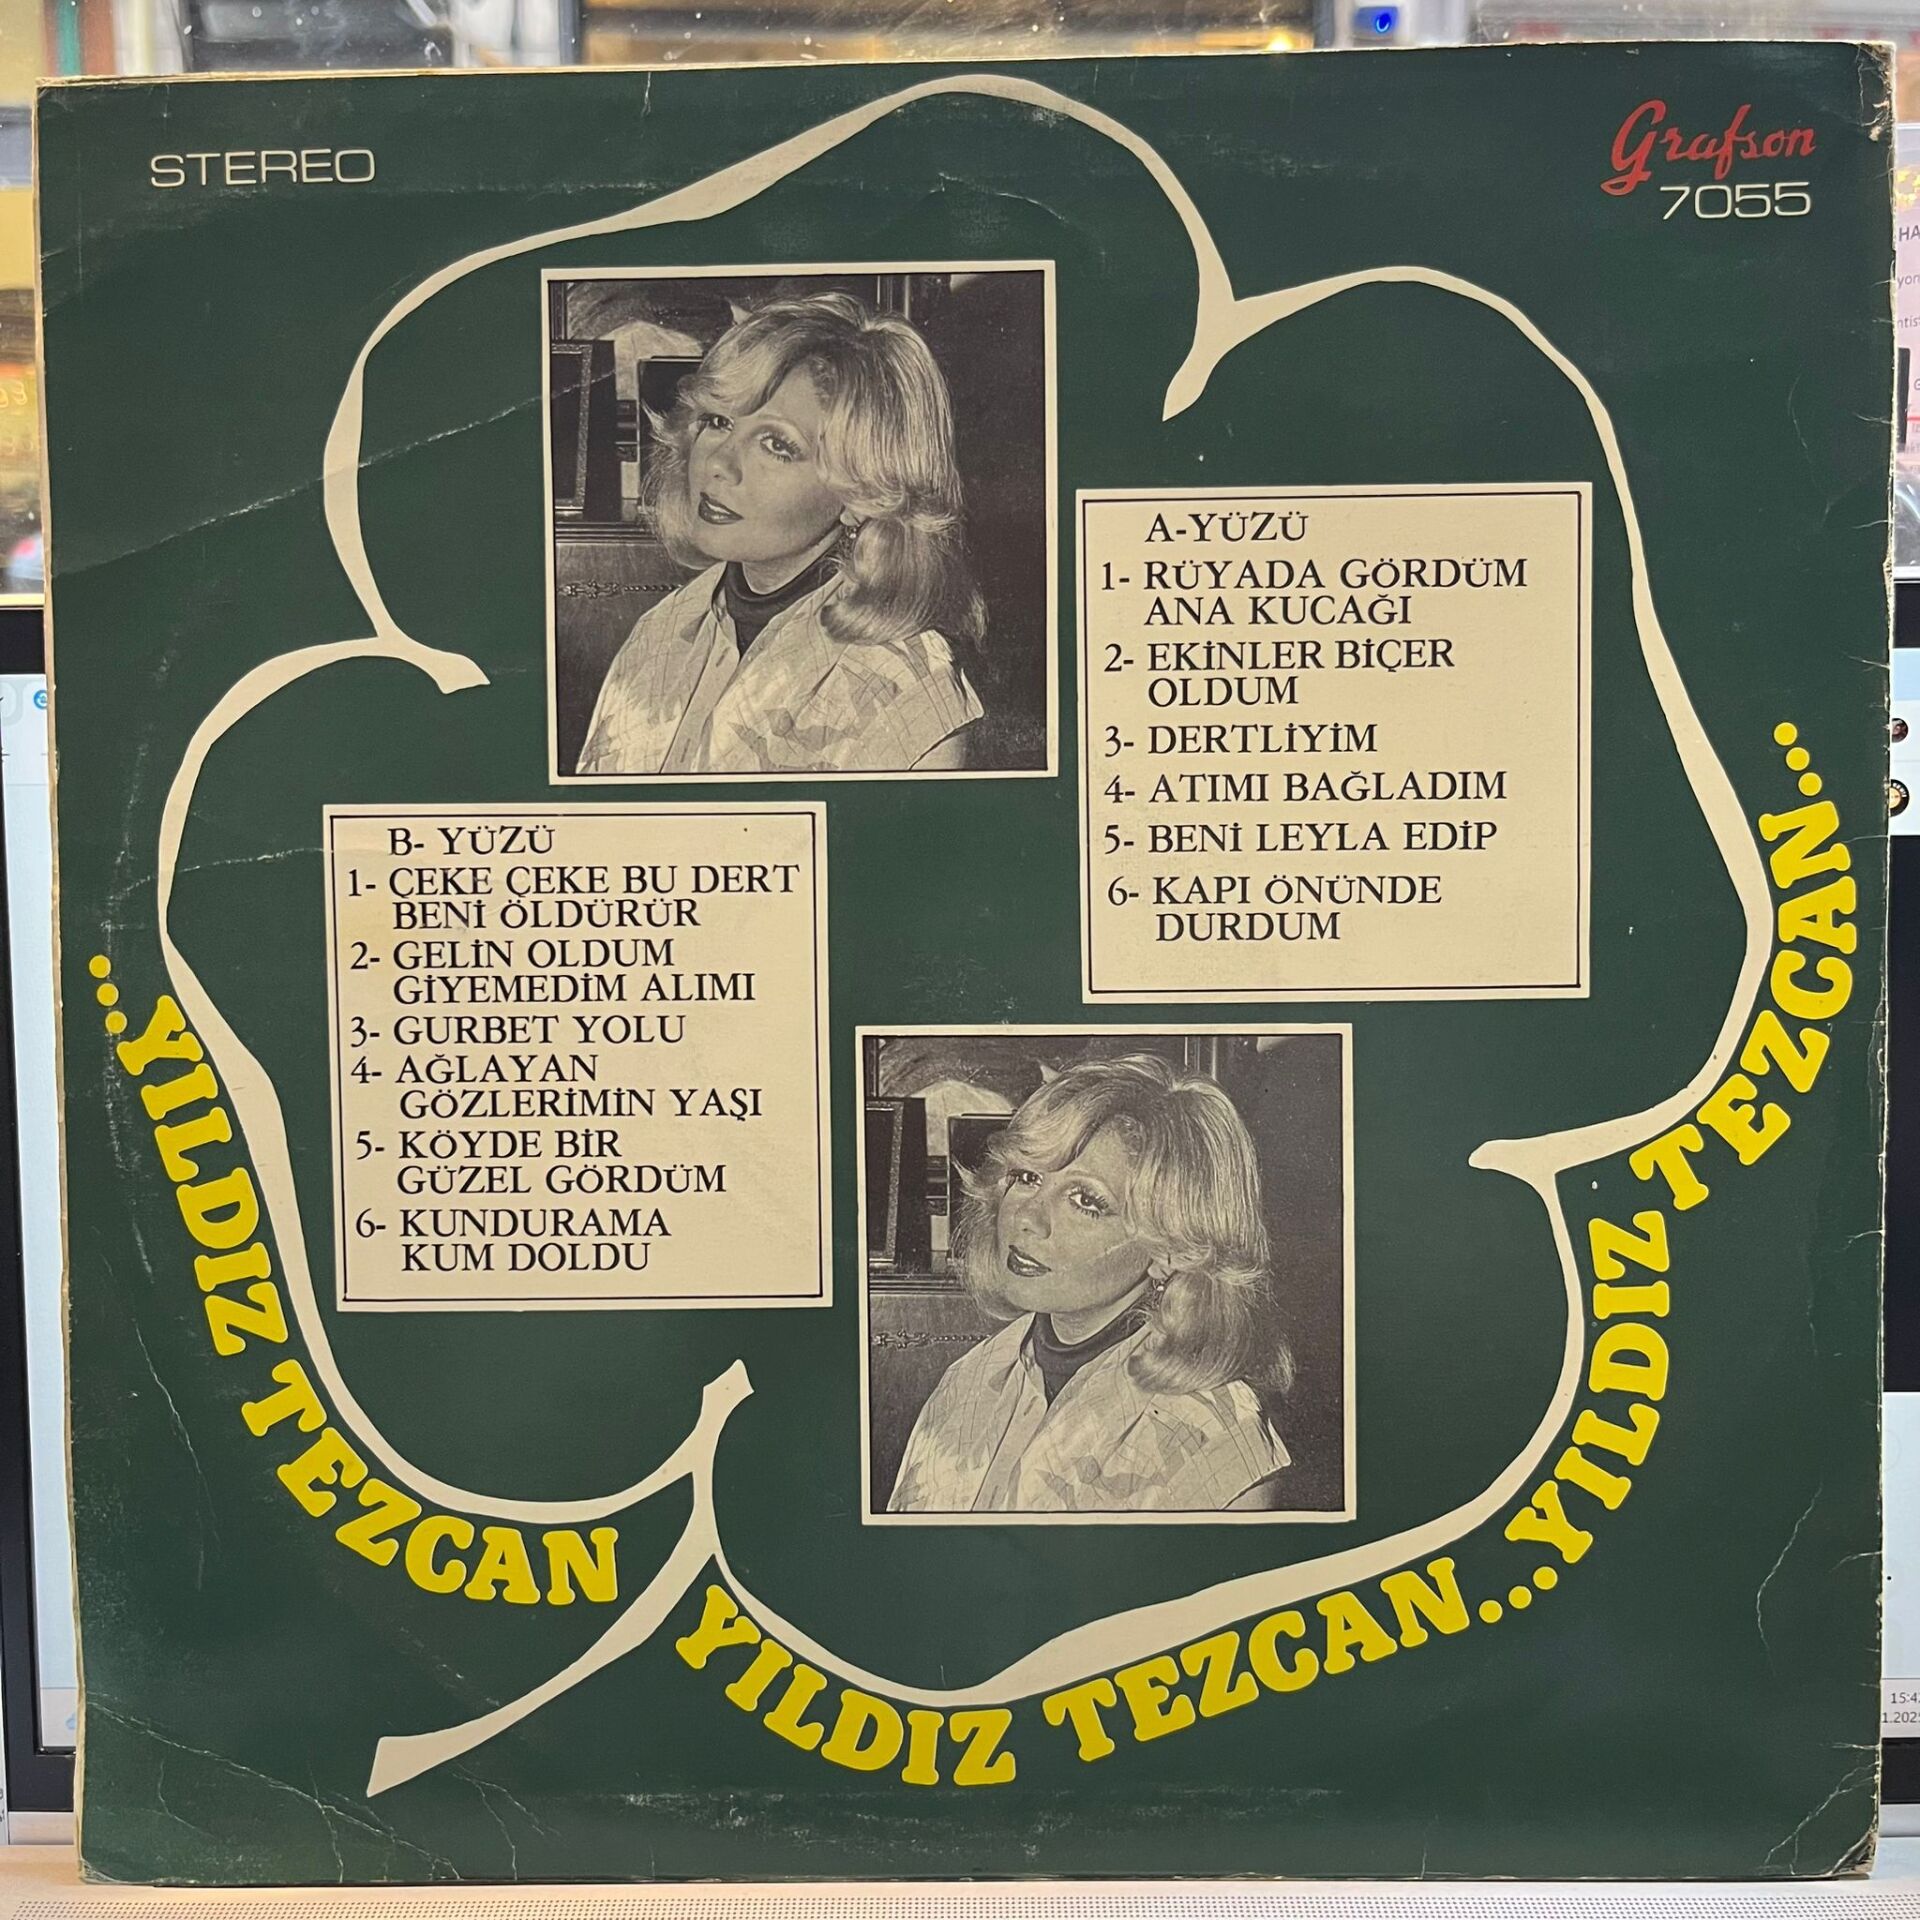 STEREO
Grafson
7055
A-YÜZÜ
1- RÜYADA GÖRDÜM
ANA KUCAĞI
2- EKİNLER BİÇER
OLDUM
3- DERTLİYİM
4- ATIMI BAĞLADIM
5- BENİ LEYLA EDİP
6- KAPI ÖNÜNDE
DURDUM
B- YÜZÜ
1- ÇEKE ÇEKE BU DERT
BENİ ÖLDÜRÜR
2- GELİN OLDUM
GİYEMEDİM ALIMI
3- GURBET YOLU
4- AĞLAYAN
GÖZLERİMİN YAŞI
5- KÖYDE BİR
GÜZEL GÖRDÜM
6- KUNDURAMA
KUM DOLDU
...YILDIZ TEZCAN
YILDIZ TEZCAN...YILDIZ TEZCAN...